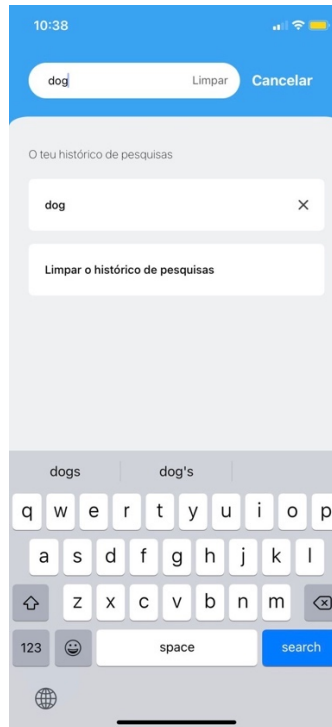 10:38
dog Limpar Cancelar
O teu histórico de pesquisas
dog
Limpar o histórico de pesquisas
dogs dog's
q w e r t y u i o p
a s d f g h j k l
z x c v b n m
123 space search